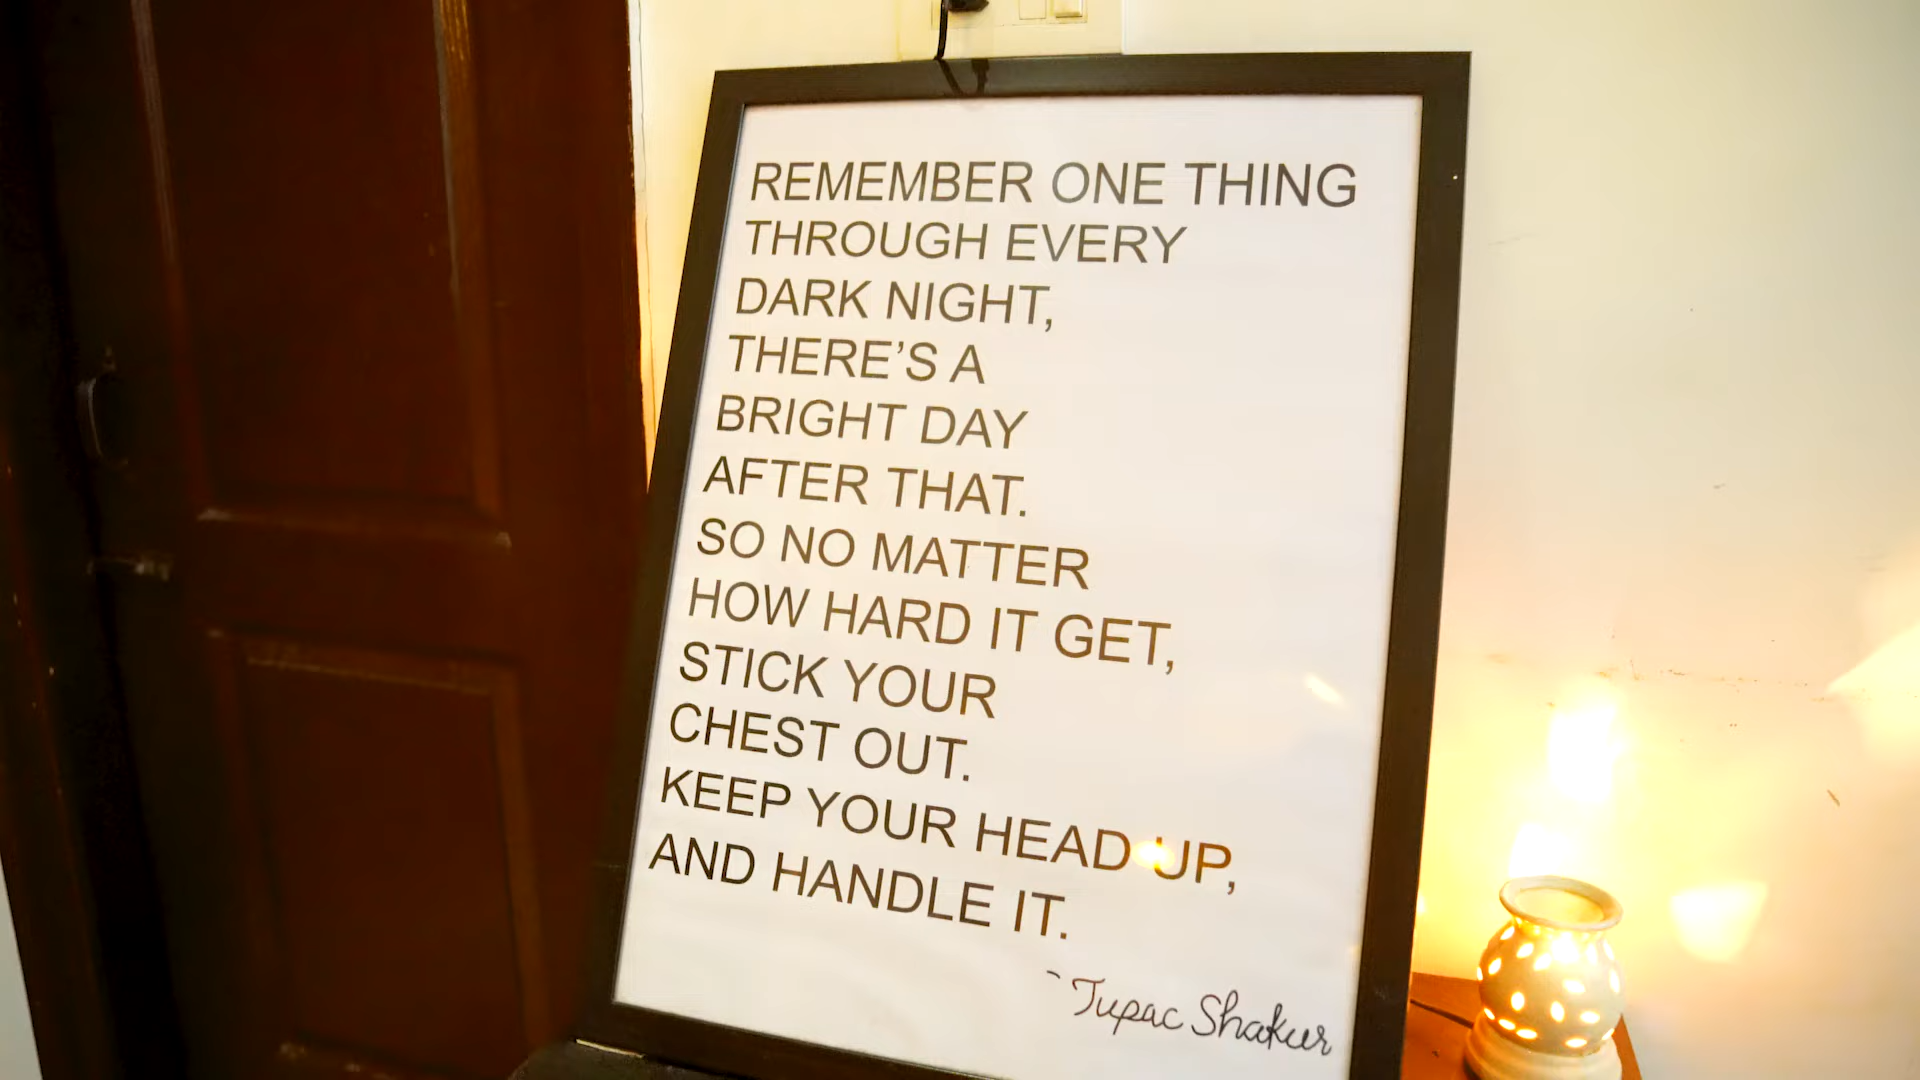 REMEMBER ONE THING
THROUGH EVERY
DARK NIGHT,
THERE'S A
BRIGHT DAY
AFTER THAT.
SO NO MATTER
HOW HARD IT GET,
STICK YOUR
CHEST OUT.
KEEP YOUR HEAD UP,
AND HANDLE IT.
~ Tupac Shakur